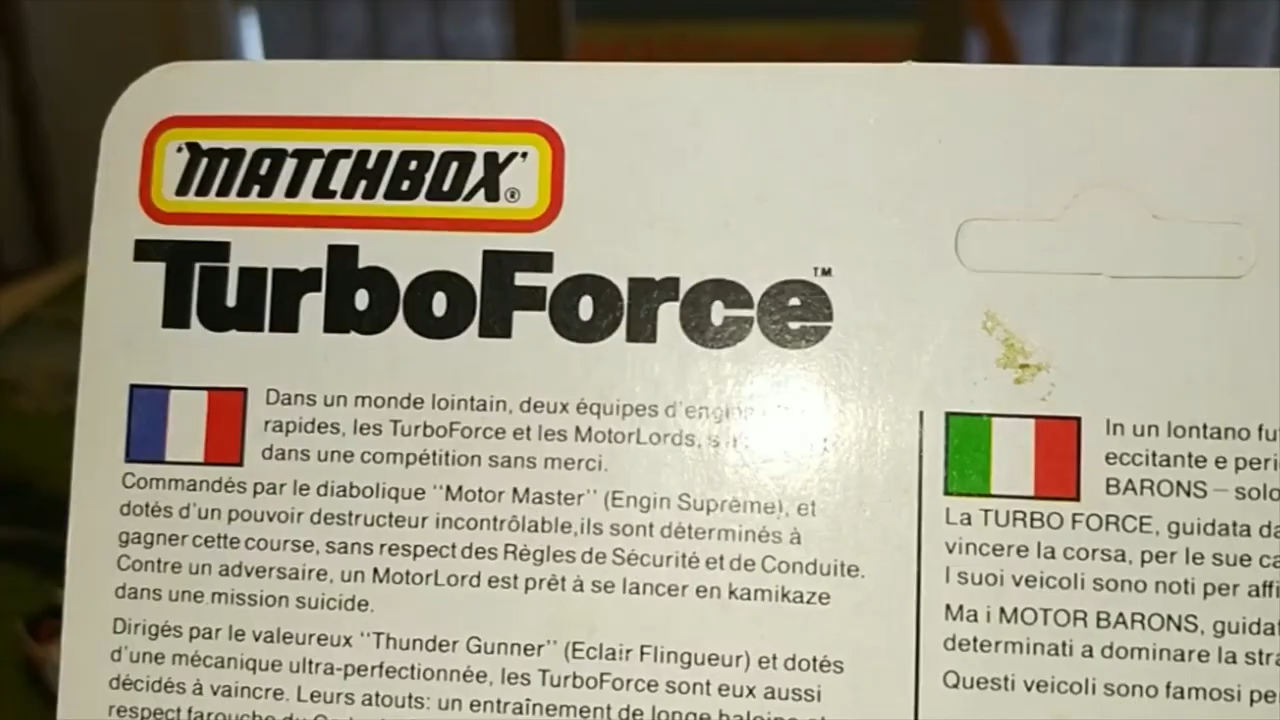 'MATCHBOX'®
TurboForce™
Dans un monde lointain, deux équipes d'engins
rapides, les TurboForce et les MotorLords,
dans une compétition sans merci.
Commandés par le diabolique "Motor Master" (Engin Suprême), et
dotés d'un pouvoir destructeur incontrôlable,ils sont déterminés à
gagner cette course, sans respect des Règles de Sécurité et de Conduite.
Contre un adversaire, un MotorLord est prêt à se lancer en kamikaze
dans une mission suicide.
Dirigés par le valeureux "Thunder Gunner" (Eclair Flingueur) et dotés
d'une mécanique ultra-perfectionnée, les TurboForce sont eux aussi
décidés à vaincre. Leurs atouts: un entraînement de longe
respect farouche du
In un lontano fu
eccitante e peri
BARONS – solo
La TURBO FORCE, guidata da
vincere la corsa, per le sue ca
I suoi veicoli sono noti per affi
Ma i MOTOR BARONS, guidat
determinati a dominare la stra
Questi veicoli sono famosi pe